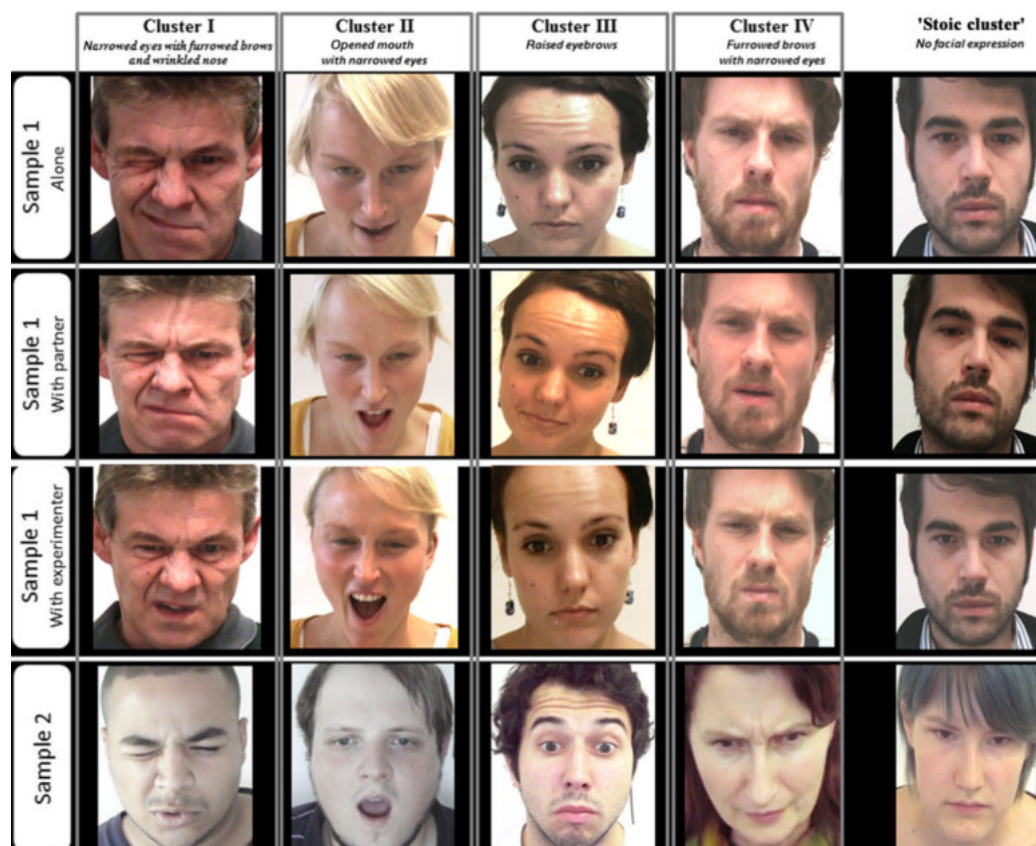 Cluster I
Narrowed eyes with furrowed brows
and wrinkled nose
Cluster II
Opened mouth
with narrowed eyes
Cluster III
Raised eyebrows
Cluster IV
Furrowed brows
with narrowed eyes
'Stoic cluster'
No facial expression
Sample 1
Alone
Sample 1
With partner
Sample 1
With experimenter
Sample 2